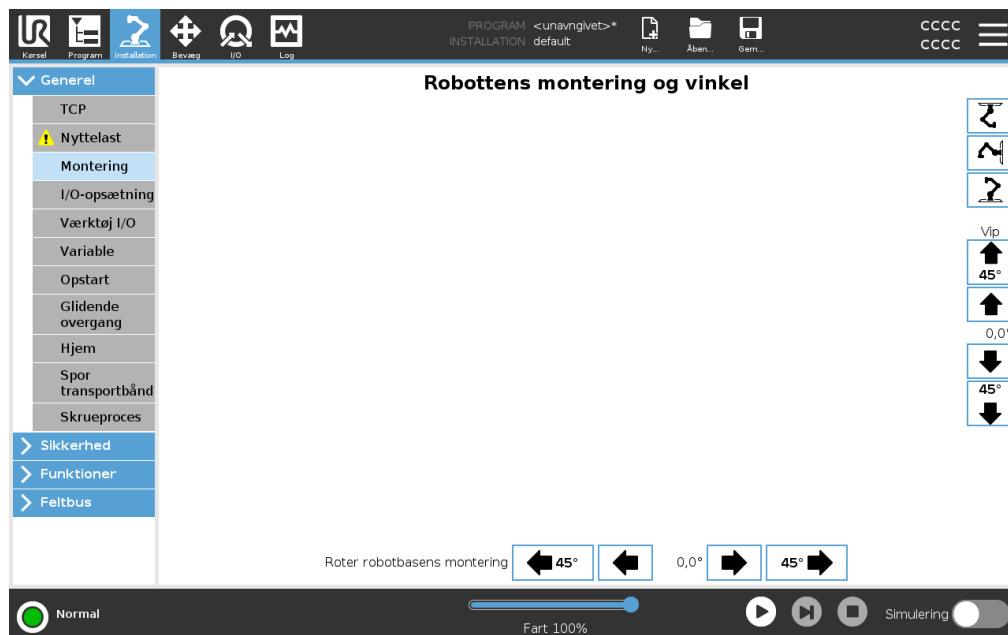 PROGRAM <unavngivet>*
INSTALLATION default
CCCC
CCCC
Kørsel Program Installation Bevæg I/O Log Ny... Åben... Gem...
Generel
TCP
Nyttelast
Montering
I/O-opsætning
Værktøj I/O
Variable
Opstart
Glidende
overgang
Hjem
Spor
transportbånd
Skrueproces
Sikkerhed
Funktioner
Feltbus
Robottens montering og vinkel
Vip
45°
0,0°
45°
Roter robotbasens montering 45° 0,0° 45°
Normal
Fart 100%
Simulering